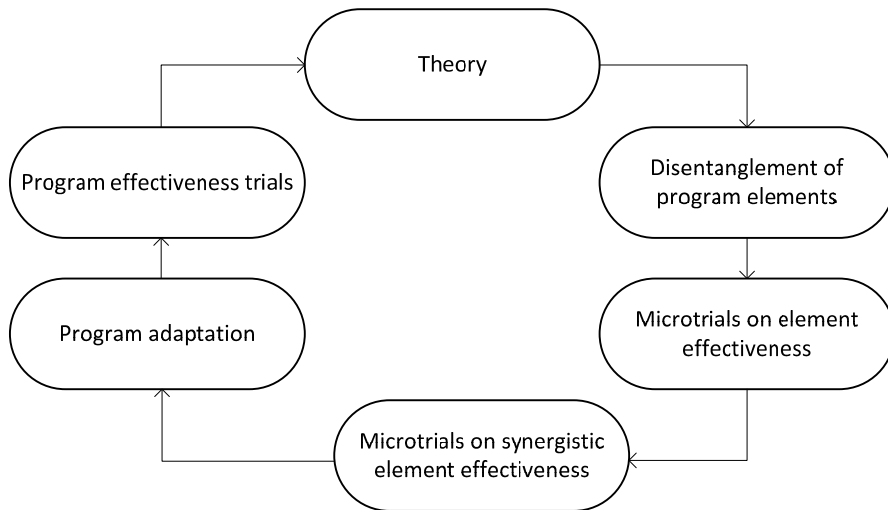 Theory
Disentanglement of
program elements
Microtrials on element
effectiveness
Microtrials on synergistic
element effectiveness
Program adaptation
Program effectiveness trials